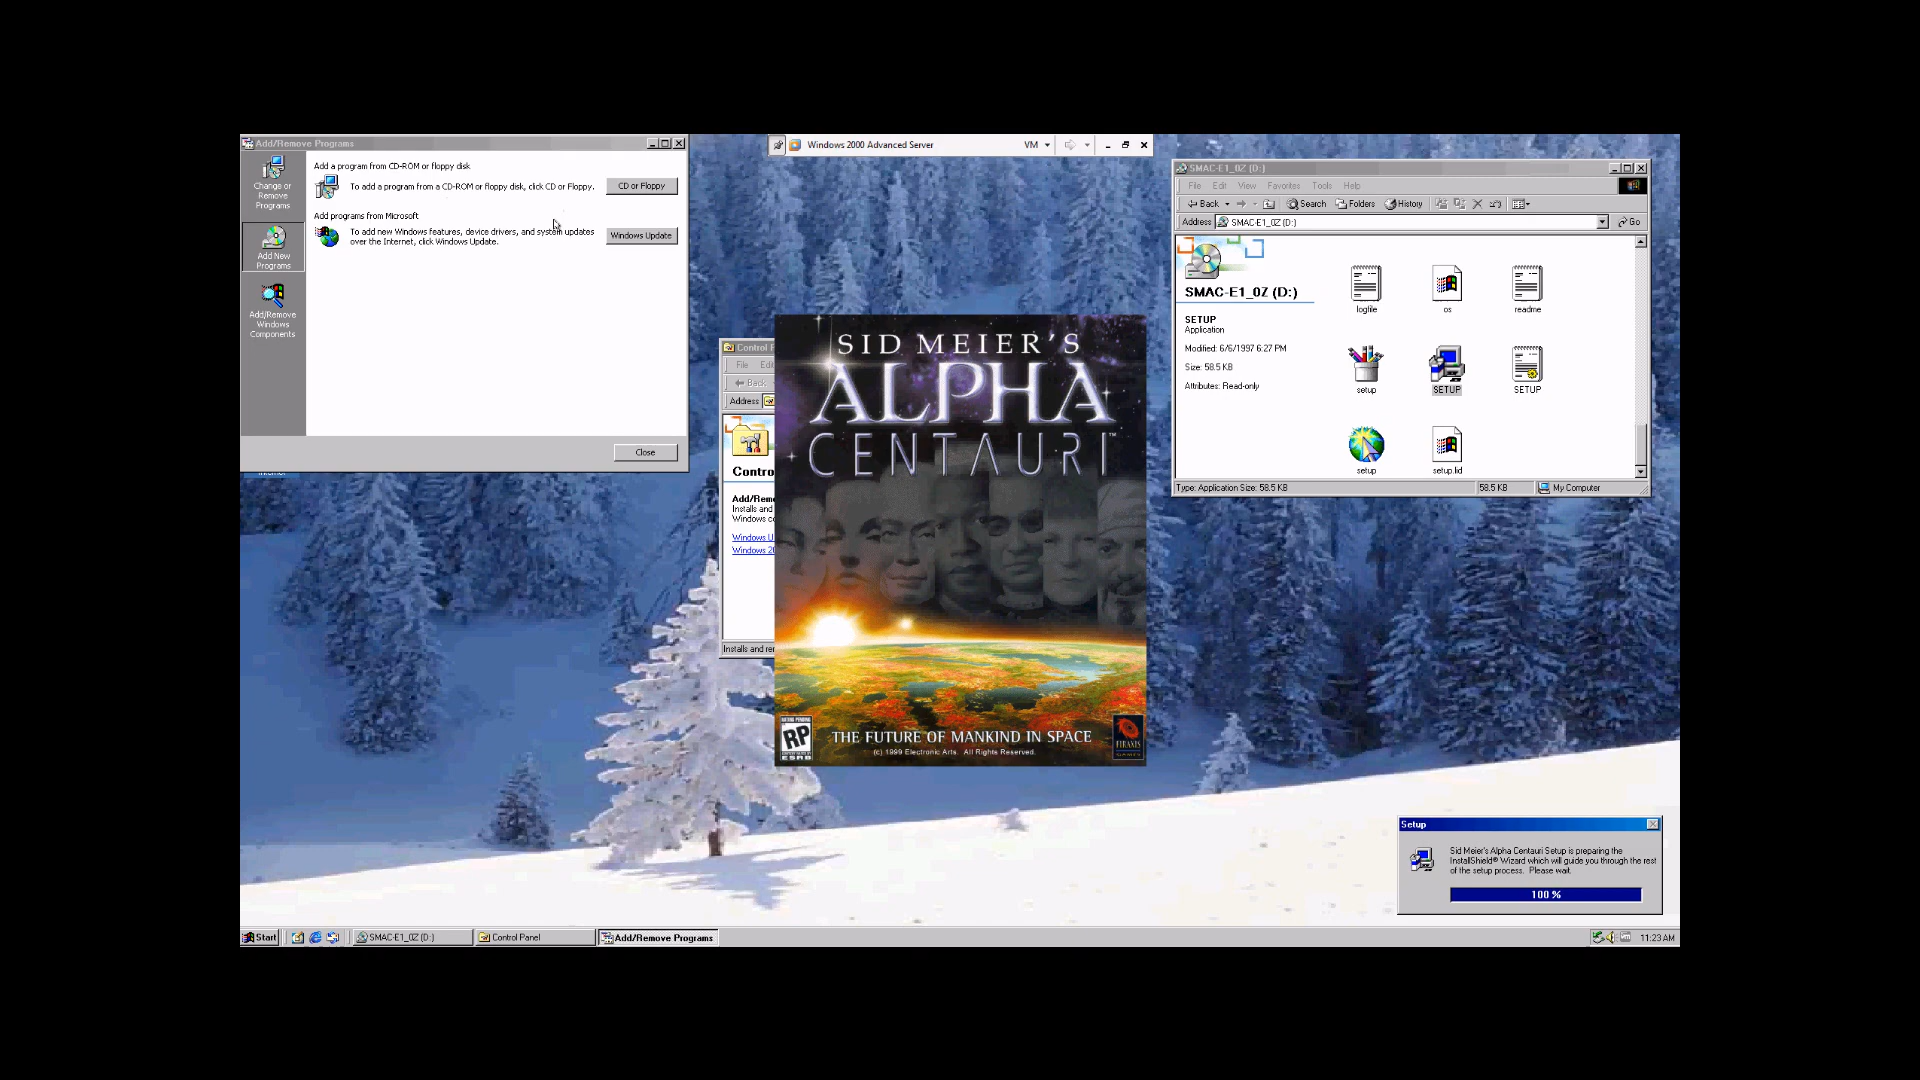 Add/Remove Programs
Change or
Remove
Programs
Add New
Programs
Add/Remove
Windows
Components
Add a program from CD-ROM or floppy disk
To add a program from a CD-ROM or floppy disk, click CD or Floppy.
CD or Floppy
Add programs from Microsoft
To add new Windows features, device drivers, and system updates
over the Internet, click Windows Update.
Windows Update
Close
Windows 2000 Advanced Server
VM
Control
File
Back
Address
Add/Rem
Installs and
Windows
Windows U
Windows 20
Installs and
SID MEIER'S
ALPHA
CENTAURI™
RP
ESRB
THE FUTURE OF MANKIND IN SPACE
(c) 1999 Electronic Arts. All Rights Reserved.
FIRAXIS
GAMES
SMAC-E1_0Z (D:)
File Edit View Favorites Tools Help
Back
Search
Folders
History
Address
SMAC-E1_0Z (D:)
Go
SMAC-E1_0Z (D:)
SETUP
Application
Modified: 6/6/1997 6:27 PM
Size: 58.5 KB
Attributes: Read-only
logfile
os
readme
setup
SETUP
SETUP
setup
setup.lid
Type: Application Size: 58.5 KB
58.5 KB
My Computer
Setup
Sid Meier's Alpha Centauri Setup is preparing the
InstallShield® Wizard which will guide you through the rest
of the setup process. Please wait.
100 %
Start
SMAC-E1_0Z (D:)
Control Panel
Add/Remove Programs
11:23 AM